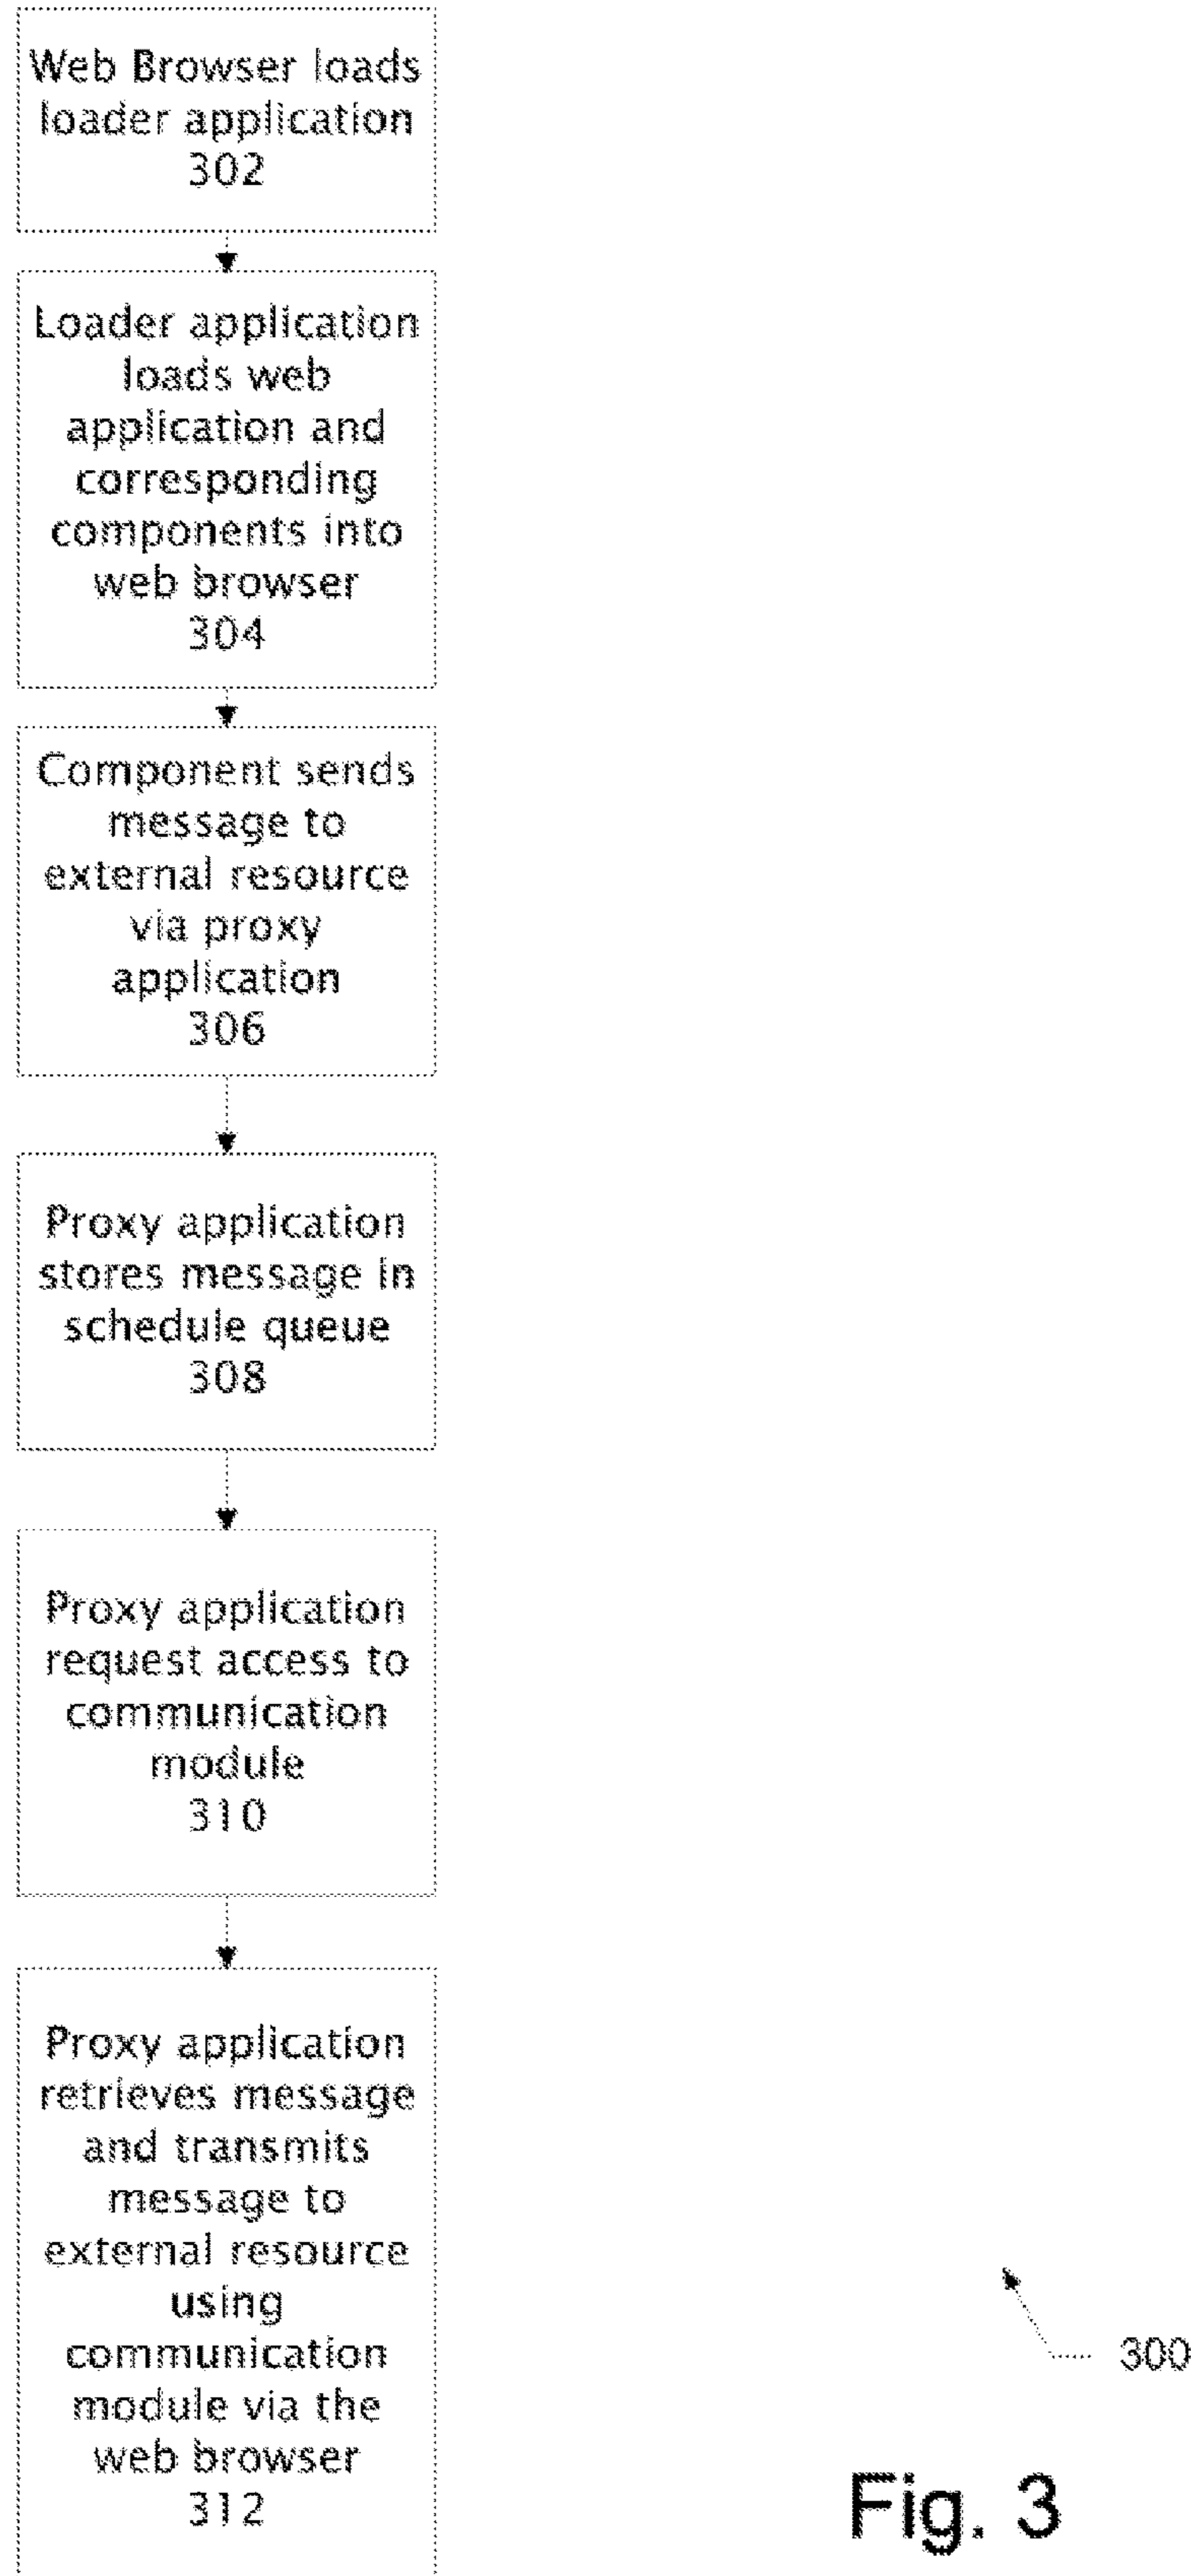 Web Browser loads
loader application
302
Loader application
loads web
application and
corresponding
components into
web browser
304
Component sends
message to
external resource
via proxy
application
306
Proxy application
stores message in
schedule queue
308
Proxy application
request access to
communication
module
310
Proxy application
retrieves message
and transmits
message to
external resource
using
communication
module via the
web browser
312
300
Fig. 3